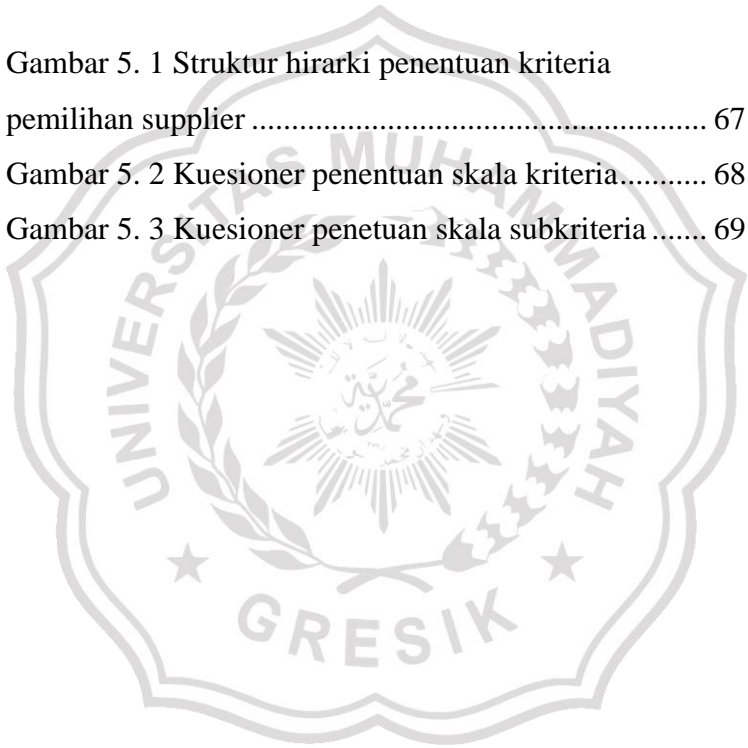 Gambar 5. 1 Struktur hirarki penentuan kriteria
pemilihan supplier ................................................ 67
Gambar 5. 2 Kuesioner penentuan skala kriteria........... 68
Gambar 5. 3 Kuesioner penetuan skala subkriteria ....... 69
UNIVERSITAS MUHAMMADIYAH
محمدية
GRESIK